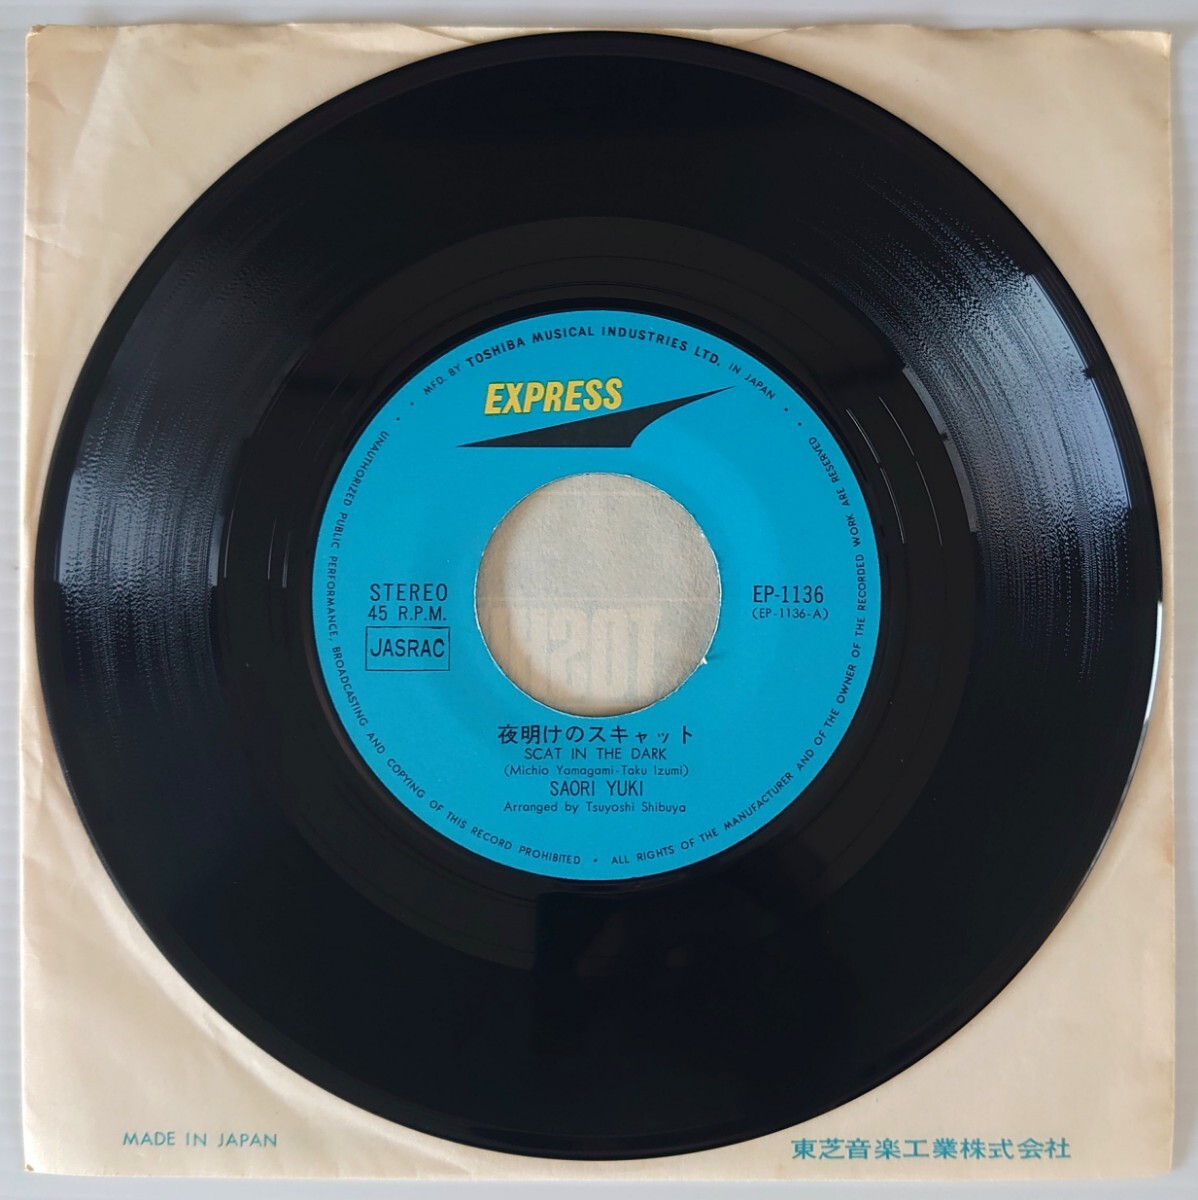 MFD. BY TOSHIBA MUSICAL INDUSTRIES LTD. IN JAPAN
EXPRESS
STEREO
45 R.P.M.
JASRAC
EP-1136
(EP-1136-A)
TOSH
夜明けのスキャット
SCAT IN THE DARK
(Michio Yamagami-Taku Izumi)
SAORI YUKI
Arranged by Tsuyoshi Shibuya
UNAUTHORIZED PUBLIC PERFORMANCE, BROADCASTING AND COPYING OF THIS RECORD PROHIBITED • ALL RIGHTS OF THE MANUFACTURER AND OF THE OWNER OF THE RECORDED WORK ARE RESERVED
MADE IN JAPAN
東芝音楽工業株式会社